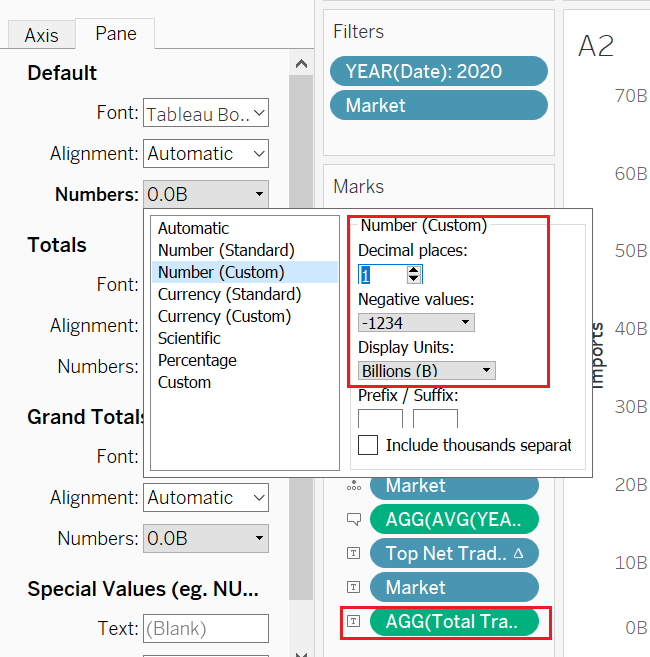 Axis
Pane
Default
Font: Tableau Bo..
Alignment: Automatic
Numbers: 0.0B
Totals
Font:
Alignment:
Numbers:
Grand Totals
Font:
Alignment: Automatic
Numbers: 0.0B
Special Values (eg. NU...
Text: (Blank)
Automatic
Number (Standard)
Number (Custom)
Currency (Standard)
Currency (Custom)
Scientific
Percentage
Custom
Number (Custom)
Decimal places:
1
Negative values:
-1234
Display Units:
Billions (B)
Prefix / Suffix:
Include thousands separat
Filters
YEAR(Date): 2020
Market
Marks
Market
AGG(AVG(YEA..
Top Net Trad.. Δ
Market
AGG(Total Tra..
A2
70B
60B
50B
40B
30B
20B
10B
0B
Imports